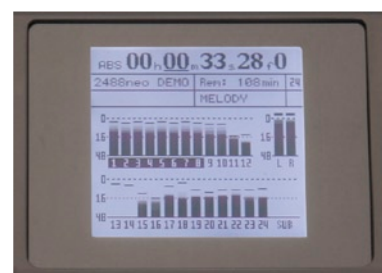 ABS 00h00m33s28f0
2488neo DEMO Rem: 108min 24
MELODY
0- 0-
16- 16-
48 48
1 2 3 4 5 6 7 8 9 10 11 12 L R
0-
16-
48
13 14 15 16 17 18 19 20 21 22 23 24 SUB